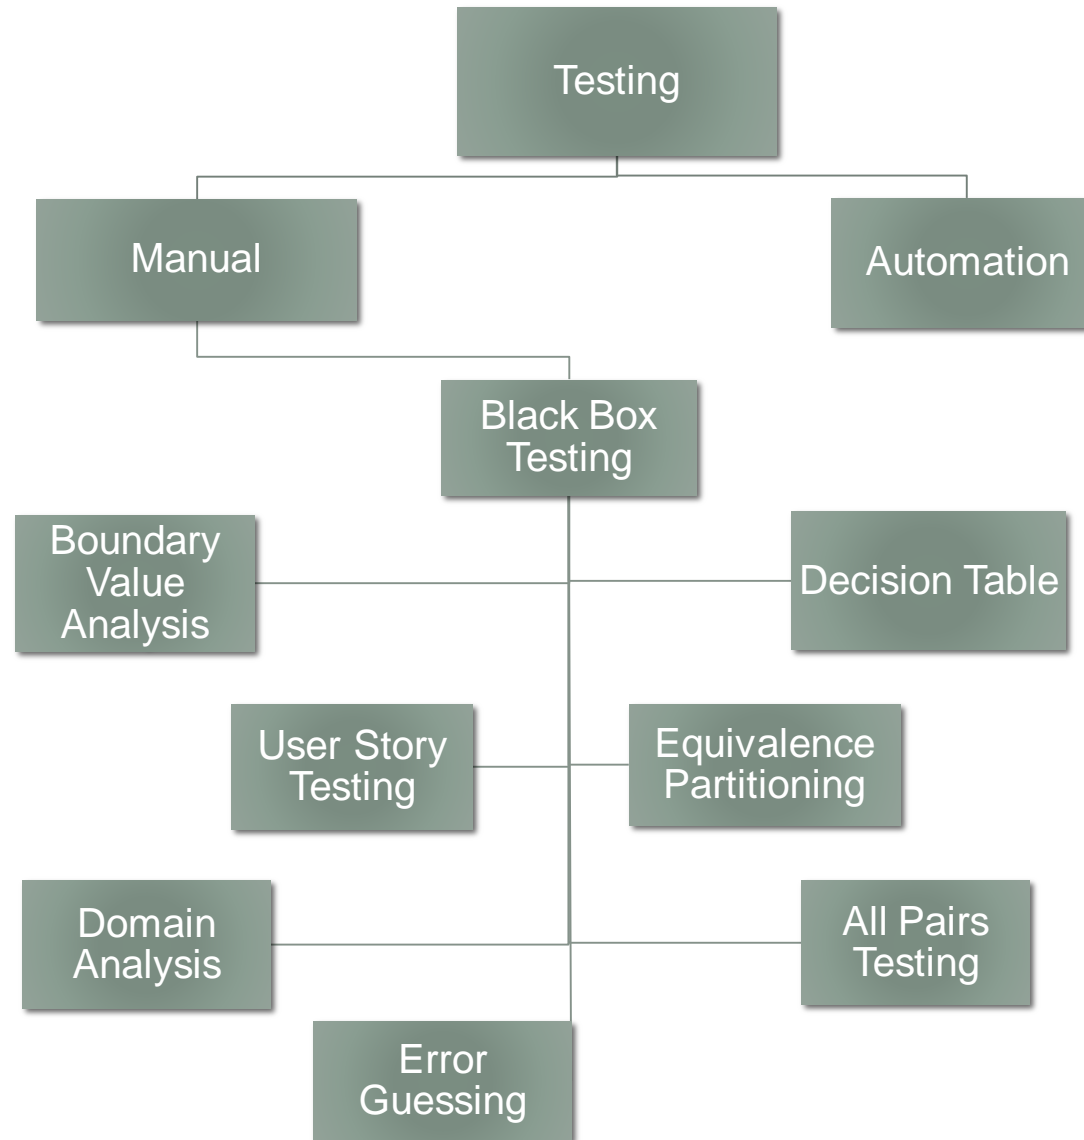 Testing
Manual
Automation
Black Box
Testing
Boundary
Value
Analysis
Decision Table
User Story
Testing
Equivalence
Partitioning
Domain
Analysis
All Pairs
Testing
Error
Guessing